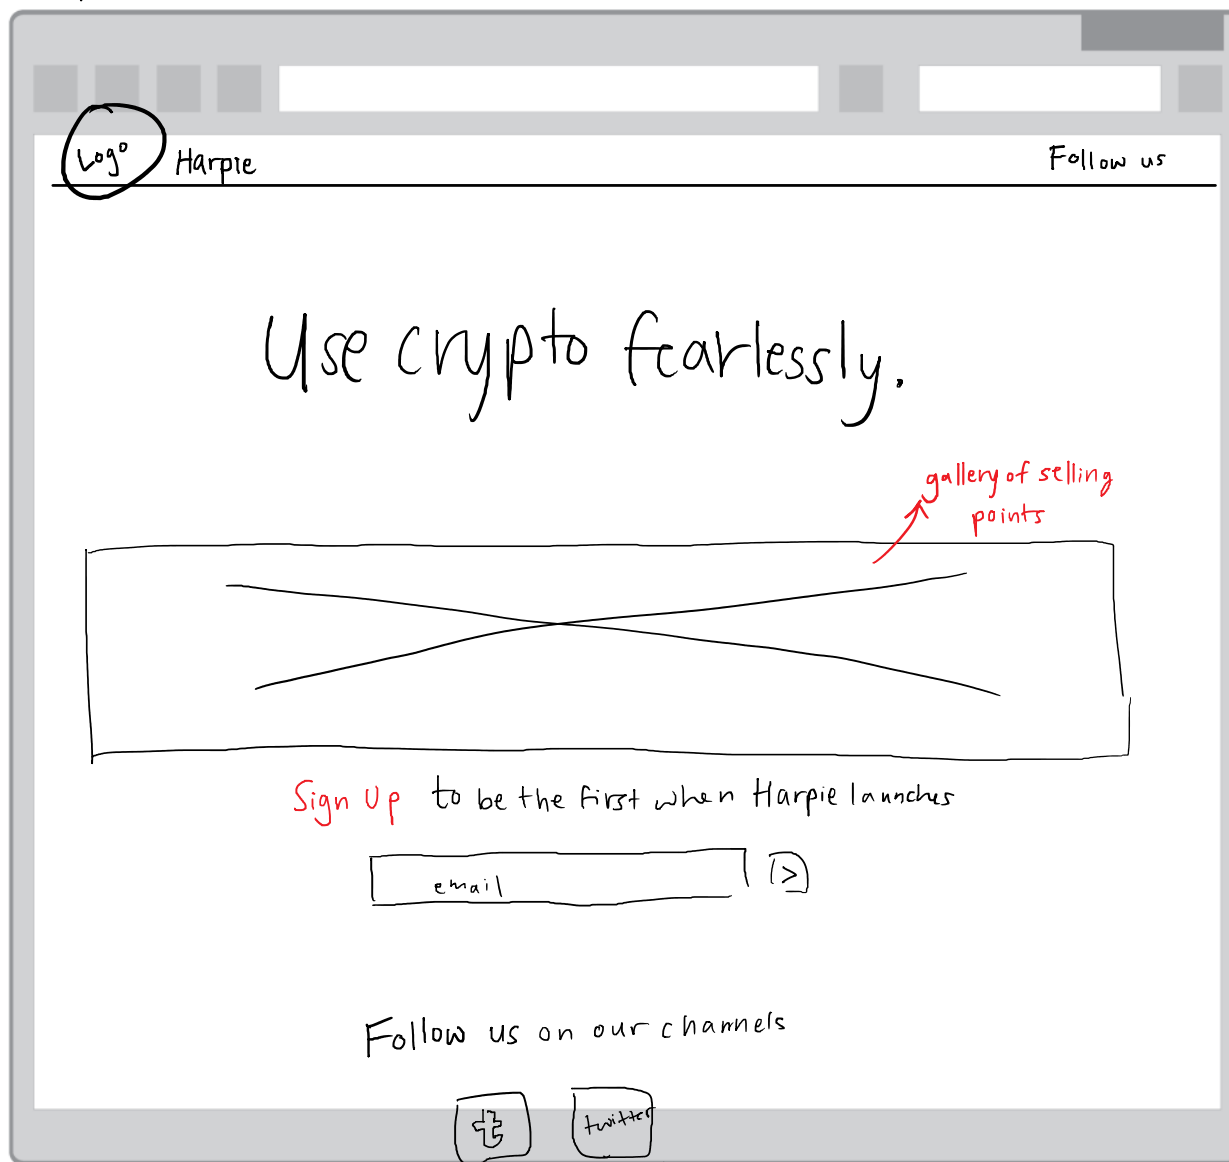 Logo Harpie Follow us
Use crypto fearlessly.
gallery of selling
points
Sign Up to be the first when Harpie launches
email >
Follow us on our channels
t twitter